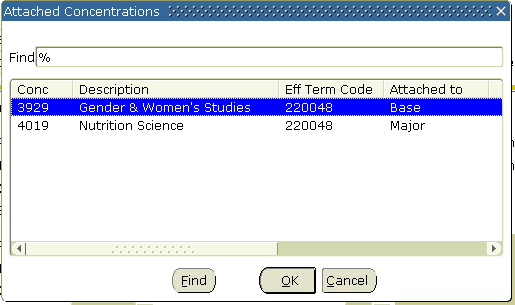 Attached Concentrations
Find %
Conc Description Eff Term Code Attached to
3929 Gender & Women's Studies 220048 Base
4019 Nutrition Science 220048 Major
Find OK Cancel